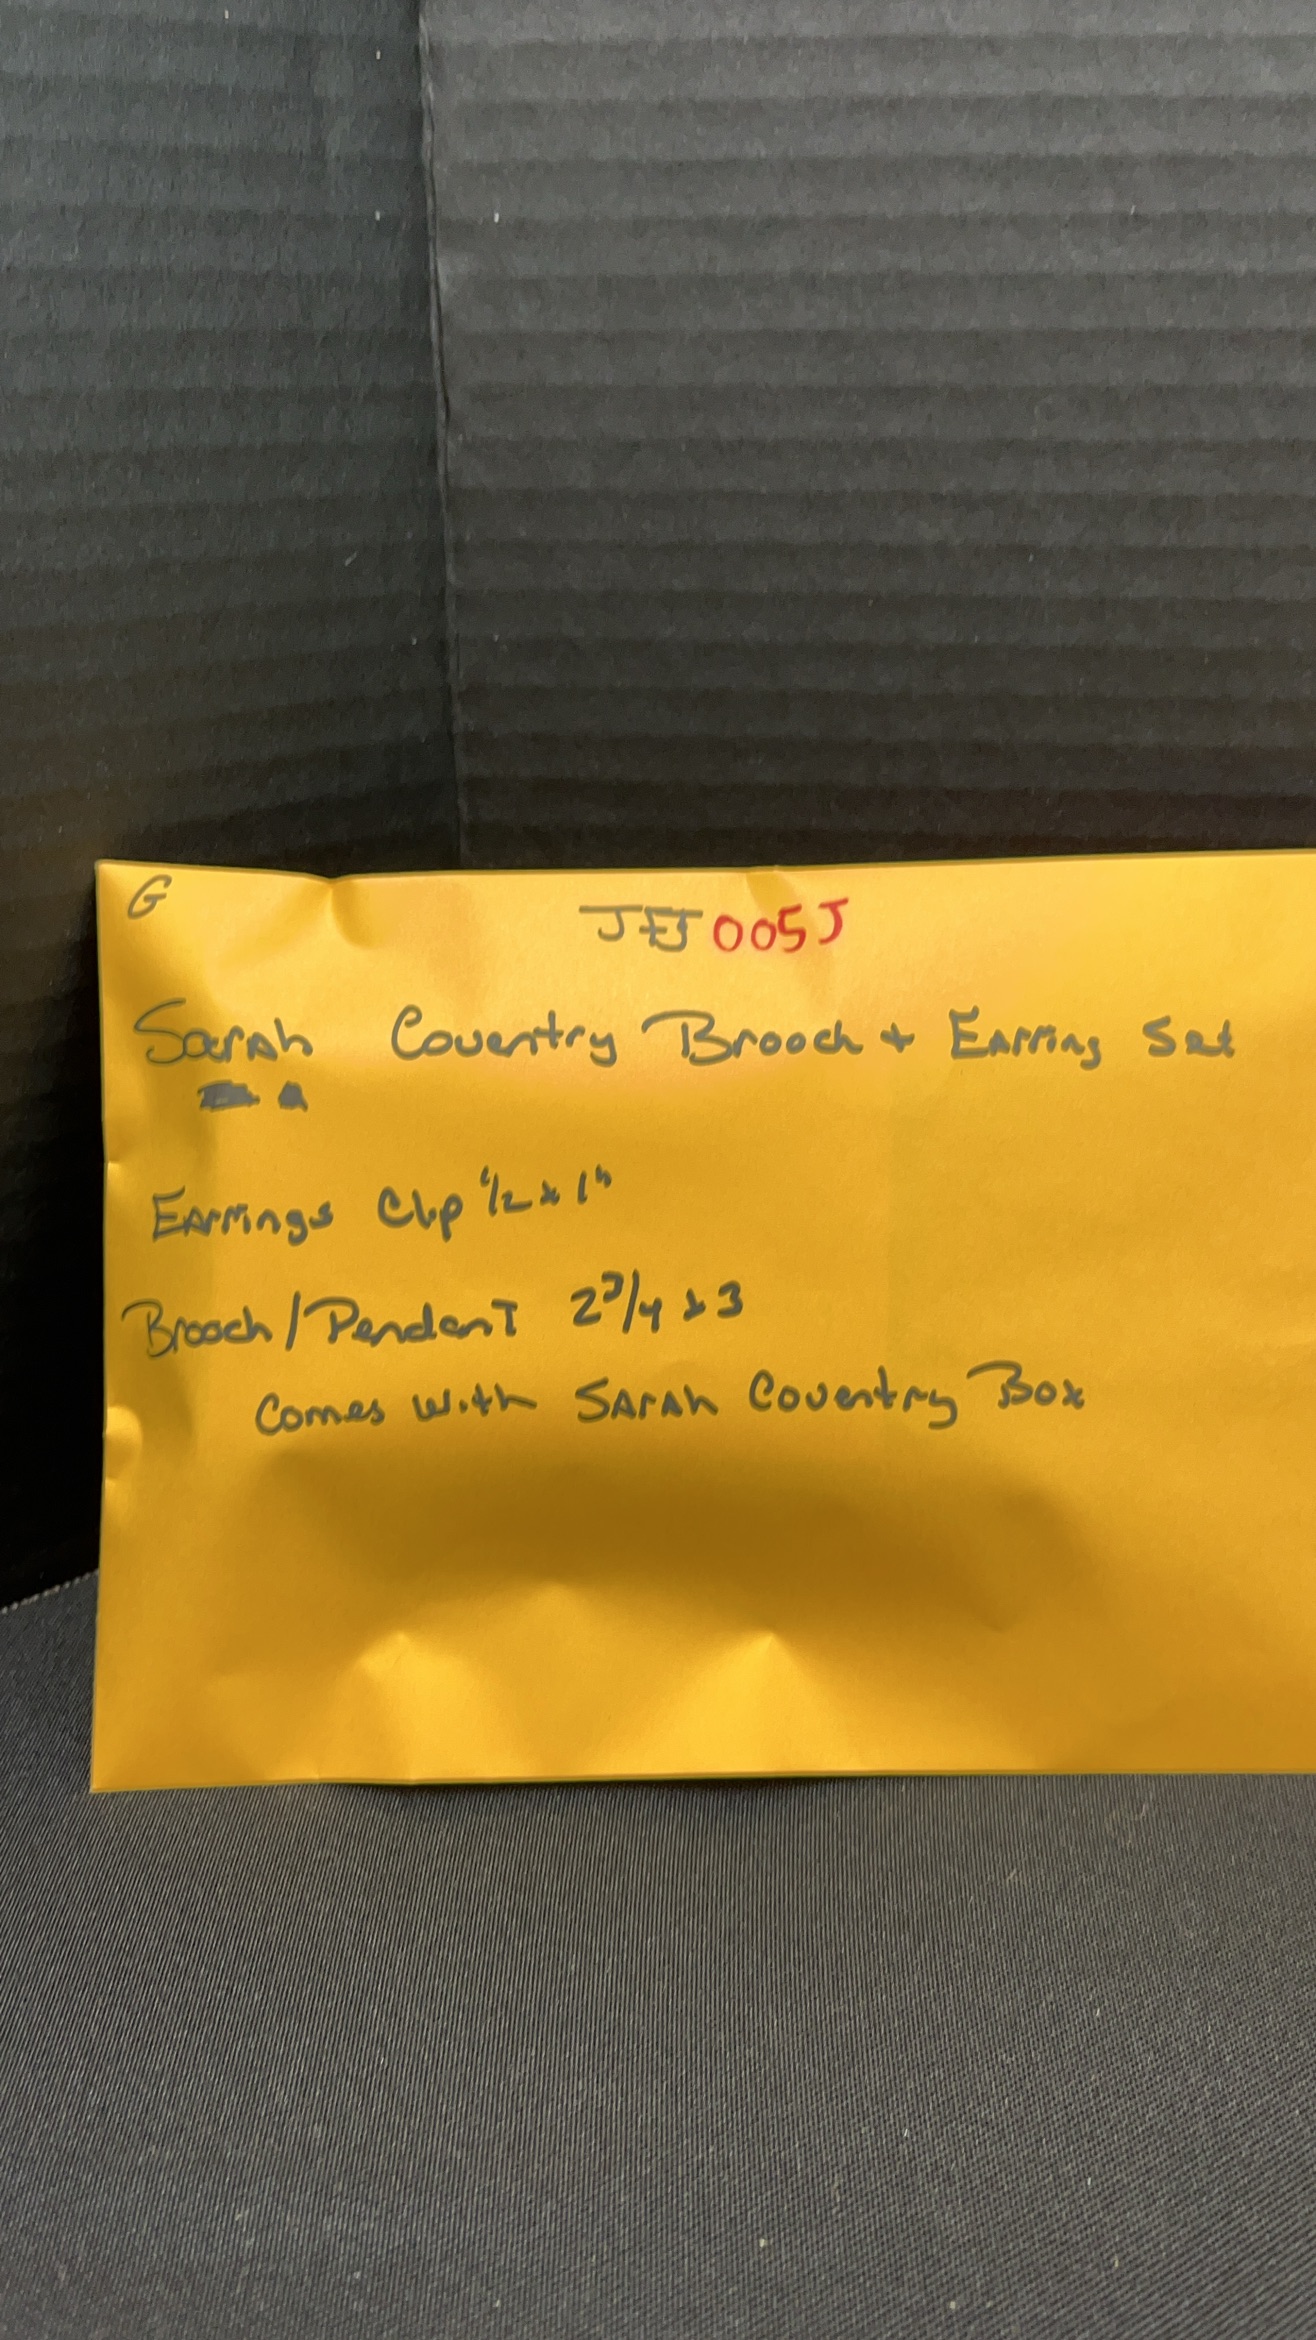 G
JEJ005J
Sarah Coventry Brooch + Earring Set
Earrings Clip 1/2 x 1"
Brooch/Pendant 2 3/4 x 3
Comes with Sarah Coventry Box